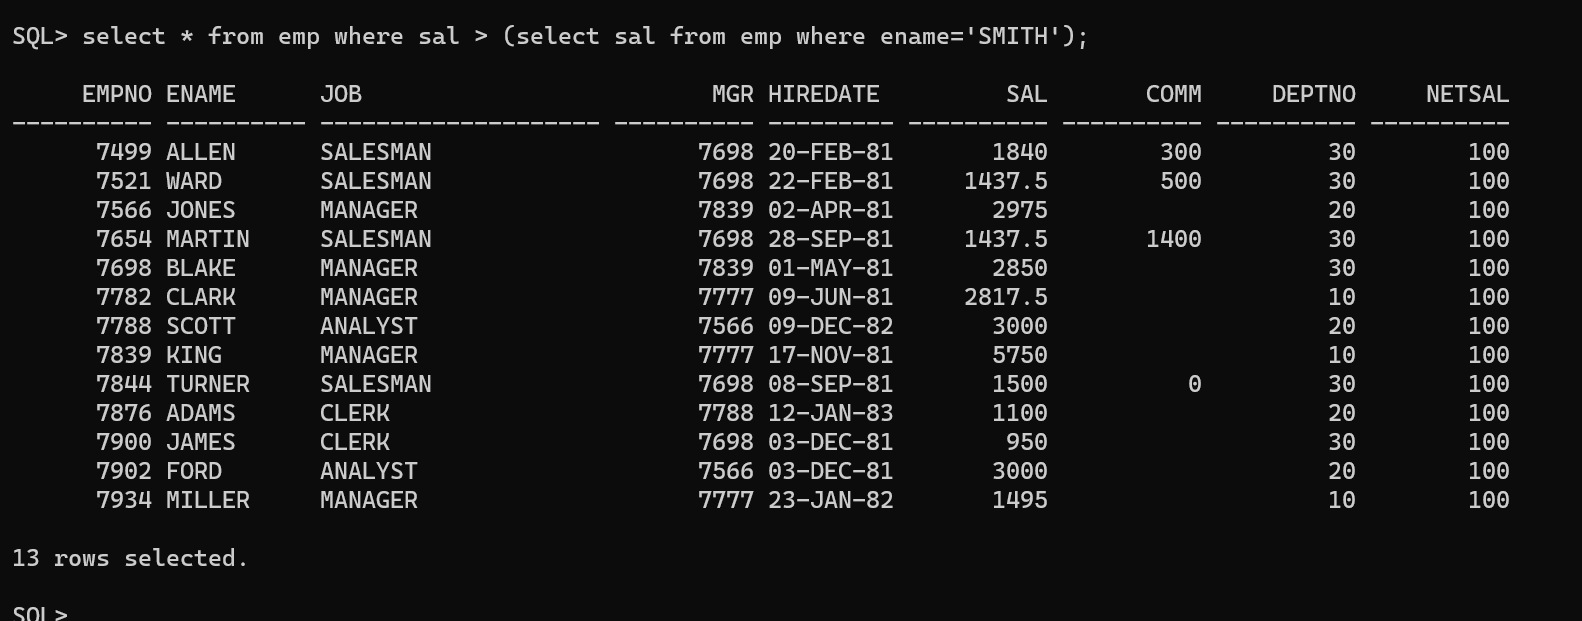 SQL> select * from emp where sal > (select sal from emp where ename='SMITH');
     EMPNO ENAME      JOB                         MGR HIREDATE         SAL       COMM     DEPTNO     NETSAL
---------- ---------- -------------------- ---------- --------- ---------- ---------- ---------- ----------
      7499 ALLEN      SALESMAN                   7698 20-FEB-81       1840        300         30        100
      7521 WARD       SALESMAN                   7698 22-FEB-81     1437.5        500         30        100
      7566 JONES      MANAGER                    7839 02-APR-81       2975                    20        100
      7654 MARTIN     SALESMAN                   7698 28-SEP-81     1437.5       1400         30        100
      7698 BLAKE      MANAGER                    7839 01-MAY-81       2850                    30        100
      7782 CLARK      MANAGER                    7777 09-JUN-81     2817.5                    10        100
      7788 SCOTT      ANALYST                    7566 09-DEC-82       3000                    20        100
      7839 KING       MANAGER                    7777 17-NOV-81       5750                    10        100
      7844 TURNER     SALESMAN                   7698 08-SEP-81       1500          0         30        100
      7876 ADAMS      CLERK                      7788 12-JAN-83       1100                    20        100
      7900 JAMES      CLERK                      7698 03-DEC-81        950                    30        100
      7902 FORD       ANALYST                    7566 03-DEC-81       3000                    20        100
      7934 MILLER     MANAGER                    7777 23-JAN-82       1495                    10        100
13 rows selected.
SQL>